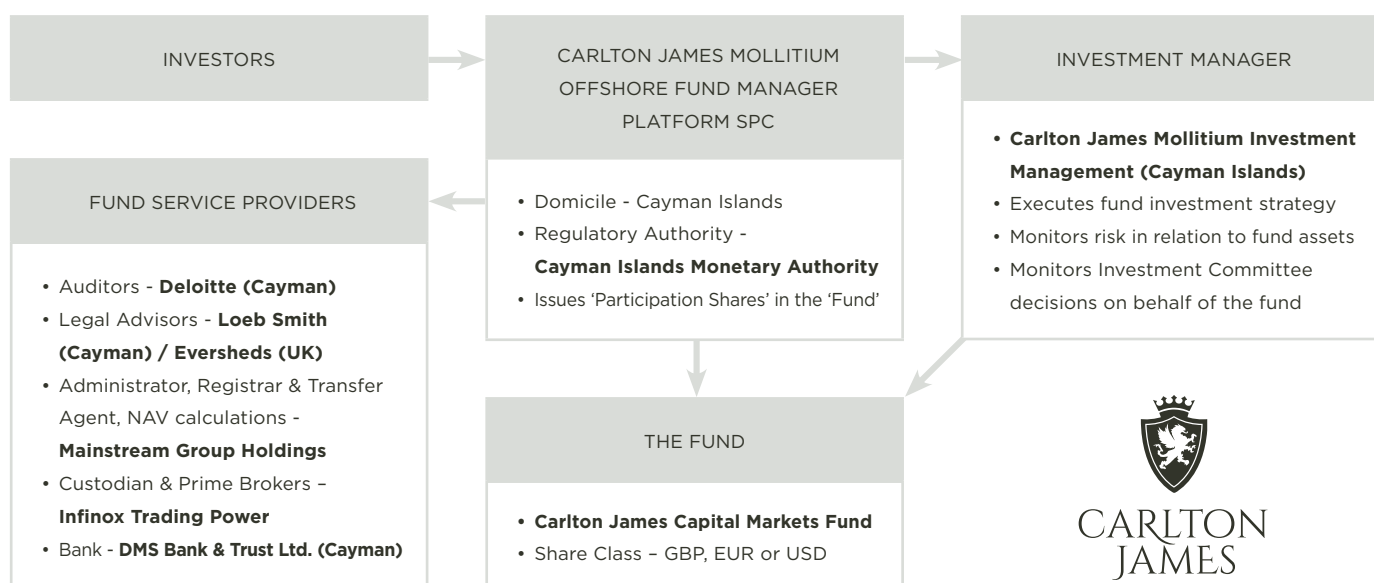 INVESTORS
CARLTON JAMES MOLLITIUM
OFFSHORE FUND MANAGER
PLATFORM SPC
• Domicile - Cayman Islands
• Regulatory Authority -
Cayman Islands Monetary Authority
• Issues ‘Participation Shares’ in the ‘Fund’
INVESTMENT MANAGER
• Carlton James Mollitium Investment
Management (Cayman Islands)
• Executes fund investment strategy
• Monitors risk in relation to fund assets
• Monitors Investment Committee
decisions on behalf of the fund
FUND SERVICE PROVIDERS
• Auditors - Deloitte (Cayman)
• Legal Advisors - Loeb Smith
(Cayman) / Eversheds (UK)
• Administrator, Registrar & Transfer
Agent, NAV calculations -
Mainstream Group Holdings
• Custodian & Prime Brokers –
Infinox Trading Power
• Bank - DMS Bank & Trust Ltd. (Cayman)
THE FUND
• Carlton James Capital Markets Fund
• Share Class – GBP, EUR or USD
CARLTON
JAMES